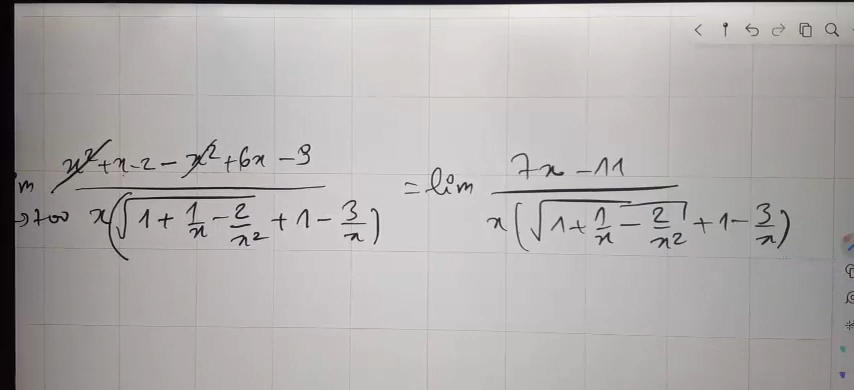 m →+∞ x² + x - 2 - x² + 6x - 9 / x(√(1 + 1/x - 2/x²) + 1 - 3/x) = lim 7x - 11 / x(√(1 + 1/x - 2/x²) + 1 - 3/x)